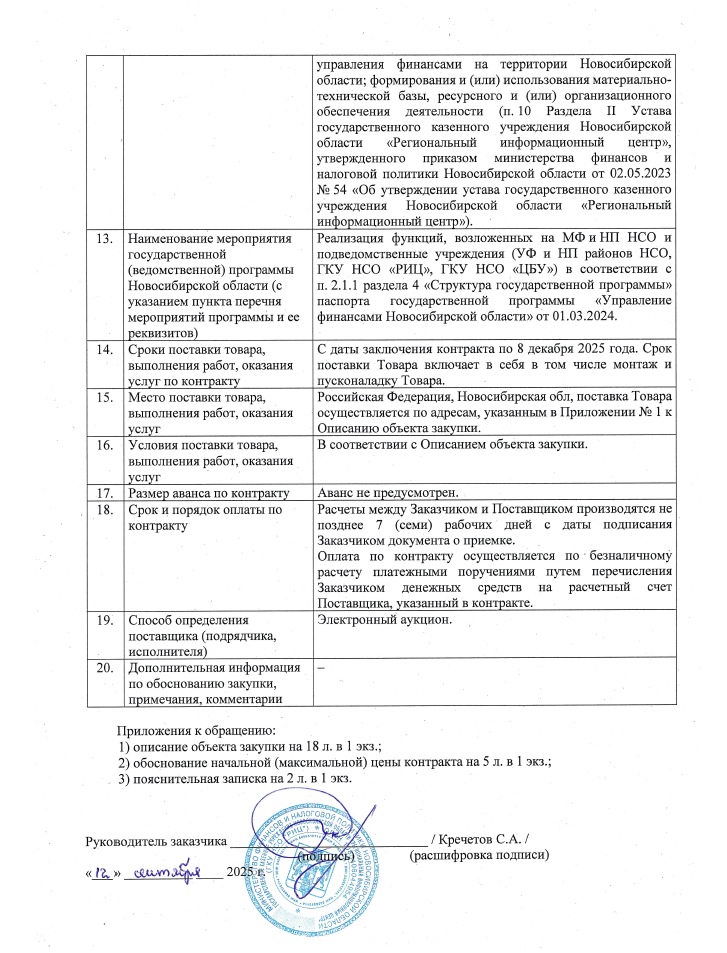 управления финансами на территории Новосибирской
области; формирования и (или) использования материально-
технической базы, ресурсного и (или) организационного
обеспечения деятельности (п. 10 Раздела II Устава
государственного казенного учреждения Новосибирской
области «Региональный информационный центр»,
утвержденного приказом министерства финансов и
налоговой политики Новосибирской области от 02.05.2023
№ 54 «Об утверждении устава государственного казенного
учреждения Новосибирской области «Региональный
информационный центр»).
13. Наименование мероприятия
государственной
(ведомственной) программы
Новосибирской области (с
указанием пункта перечня
мероприятий программы и ее
реквизитов)
Реализация функций, возложенных на МФ и НП НСО и
подведомственные учреждения (УФ и НП районов НСО,
ГКУ НСО «РИЦ», ГКУ НСО «ЦБУ») в соответствии с
п. 2.1.1 раздела 4 «Структура государственной программы»
паспорта государственной программы «Управление
финансами Новосибирской области» от 01.03.2024.
14. Сроки поставки товара,
выполнения работ, оказания
услуг по контракту
С даты заключения контракта по 8 декабря 2025 года. Срок
поставки Товара включает в себя в том числе монтаж и
пусконаладку Товара.
15. Место поставки товара,
выполнения работ, оказания
услуг
Российская Федерация, Новосибирская обл, поставка Товара
осуществляется по адресам, указанным в Приложении № 1 к
Описанию объекта закупки.
16. Условия поставки товара,
выполнения работ, оказания
услуг
В соответствии с Описанием объекта закупки.
17. Размер аванса по контракту
Аванс не предусмотрен.
18. Срок и порядок оплаты по
контракту
Расчеты между Заказчиком и Поставщиком производятся не
позднее 7 (семи) рабочих дней с даты подписания
Заказчиком документа о приемке.
Оплата по контракту осуществляется по безналичному
расчету платежными поручениями путем перечисления
Заказчиком денежных средств на расчетный счет
Поставщика, указанный в контракте.
19. Способ определения
поставщика (подрядчика,
исполнителя)
Электронный аукцион.
20. Дополнительная информация
по обоснованию закупки,
примечания, комментарии
–
Приложения к обращению:
1) описание объекта закупки на 18 л. в 1 экз.;
2) обоснование начальной (максимальной) цены контракта на 5 л. в 1 экз.;
3) пояснительная записка на 2 л. в 1 экз.
Руководитель заказчика / Кречетов С.А. /
(подпись) (расшифровка подписи)
« 12 » сентября 2025 г.
МИНИСТЕРСТВО ФИНАНСОВ И НАЛОГОВОЙ ПОЛИТИКИ НОВОСИБИРСКОЙ ОБЛАСТИ